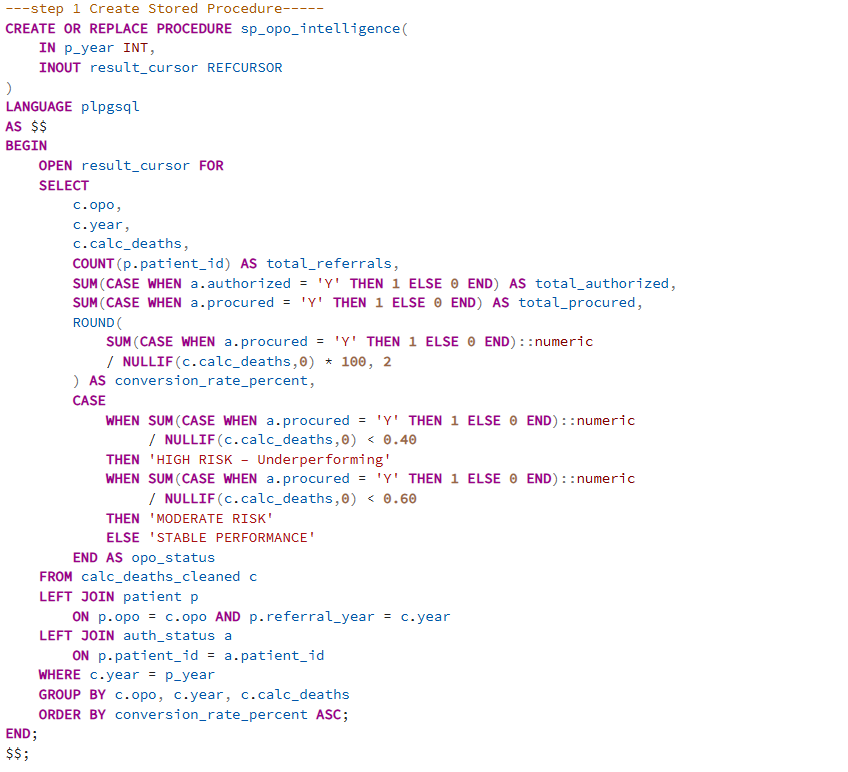 ---step 1 Create Stored Procedure-----
CREATE OR REPLACE PROCEDURE sp_opo_intelligence(
    IN p_year INT,
    INOUT result_cursor REFCURSOR
)
LANGUAGE plpgsql
AS $$
BEGIN
    OPEN result_cursor FOR
    SELECT
        c.opo,
        c.year,
        c.calc_deaths,
        COUNT(p.patient_id) AS total_referrals,
        SUM(CASE WHEN a.authorized = 'Y' THEN 1 ELSE 0 END) AS total_authorized,
        SUM(CASE WHEN a.procured = 'Y' THEN 1 ELSE 0 END) AS total_procured,
        ROUND(
            SUM(CASE WHEN a.procured = 'Y' THEN 1 ELSE 0 END)::numeric
            / NULLIF(c.calc_deaths,0) * 100, 2
        ) AS conversion_rate_percent,
        CASE
            WHEN SUM(CASE WHEN a.procured = 'Y' THEN 1 ELSE 0 END)::numeric
                 / NULLIF(c.calc_deaths,0) < 0.40
            THEN 'HIGH RISK – Underperforming'
            WHEN SUM(CASE WHEN a.procured = 'Y' THEN 1 ELSE 0 END)::numeric
                 / NULLIF(c.calc_deaths,0) < 0.60
            THEN 'MODERATE RISK'
            ELSE 'STABLE PERFORMANCE'
        END AS opo_status
    FROM calc_deaths_cleaned c
    LEFT JOIN patient p
        ON p.opo = c.opo AND p.referral_year = c.year
    LEFT JOIN auth_status a
        ON p.patient_id = a.patient_id
    WHERE c.year = p_year
    GROUP BY c.opo, c.year, c.calc_deaths
    ORDER BY conversion_rate_percent ASC;
END;
$$;